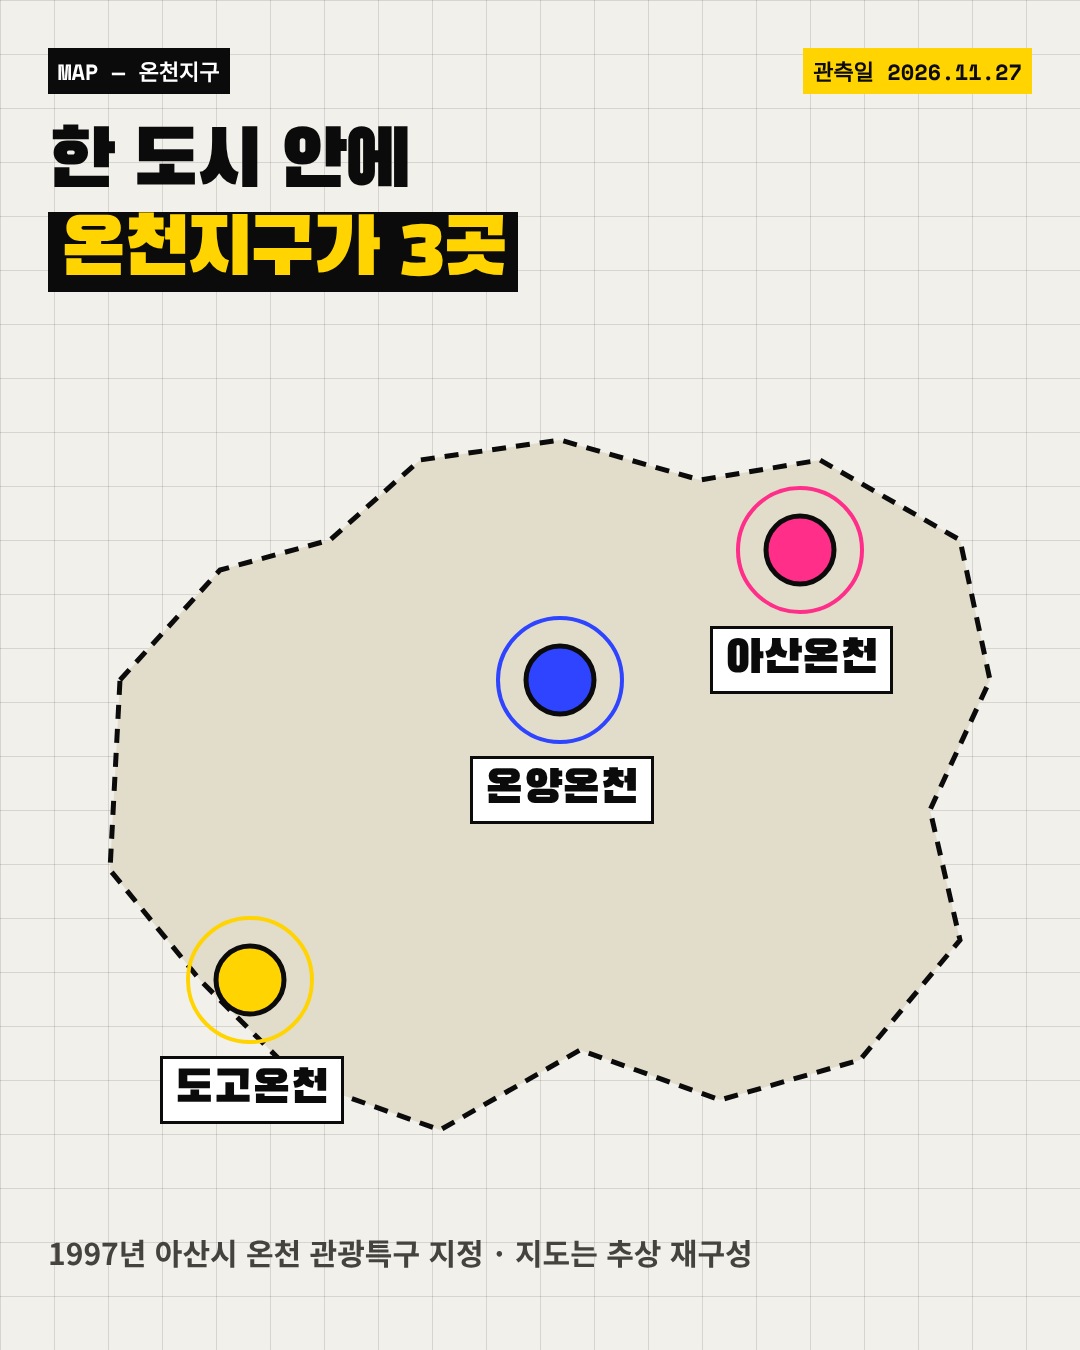 MAP — 온천지구
관측일 2026.11.27
한 도시 안에
온천지구가 3곳
아산온천
온양온천
도고온천
1997년 아산시 온천 관광특구 지정 · 지도는 추상 재구성